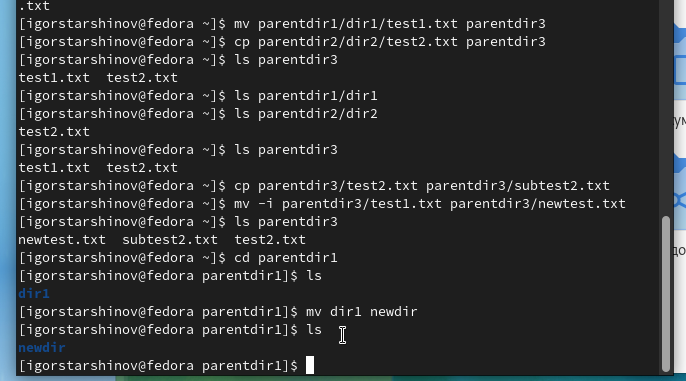 .txt
[igorstarshinov@fedora ~]$ mv parentdir1/dir1/test1.txt parentdir3
[igorstarshinov@fedora ~]$ cp parentdir2/dir2/test2.txt parentdir3
[igorstarshinov@fedora ~]$ ls parentdir3
test1.txt  test2.txt
[igorstarshinov@fedora ~]$ ls parentdir1/dir1
[igorstarshinov@fedora ~]$ ls parentdir2/dir2
test2.txt
[igorstarshinov@fedora ~]$ ls parentdir3
test1.txt  test2.txt
[igorstarshinov@fedora ~]$ cp parentdir3/test2.txt parentdir3/subtest2.txt
[igorstarshinov@fedora ~]$ mv -i parentdir3/test1.txt parentdir3/newtest.txt
[igorstarshinov@fedora ~]$ ls parentdir3
newtest.txt  subtest2.txt  test2.txt
[igorstarshinov@fedora ~]$ cd parentdir1
[igorstarshinov@fedora parentdir1]$ ls
dir1
[igorstarshinov@fedora parentdir1]$ mv dir1 newdir
[igorstarshinov@fedora parentdir1]$ ls
newdir
[igorstarshinov@fedora parentdir1]$